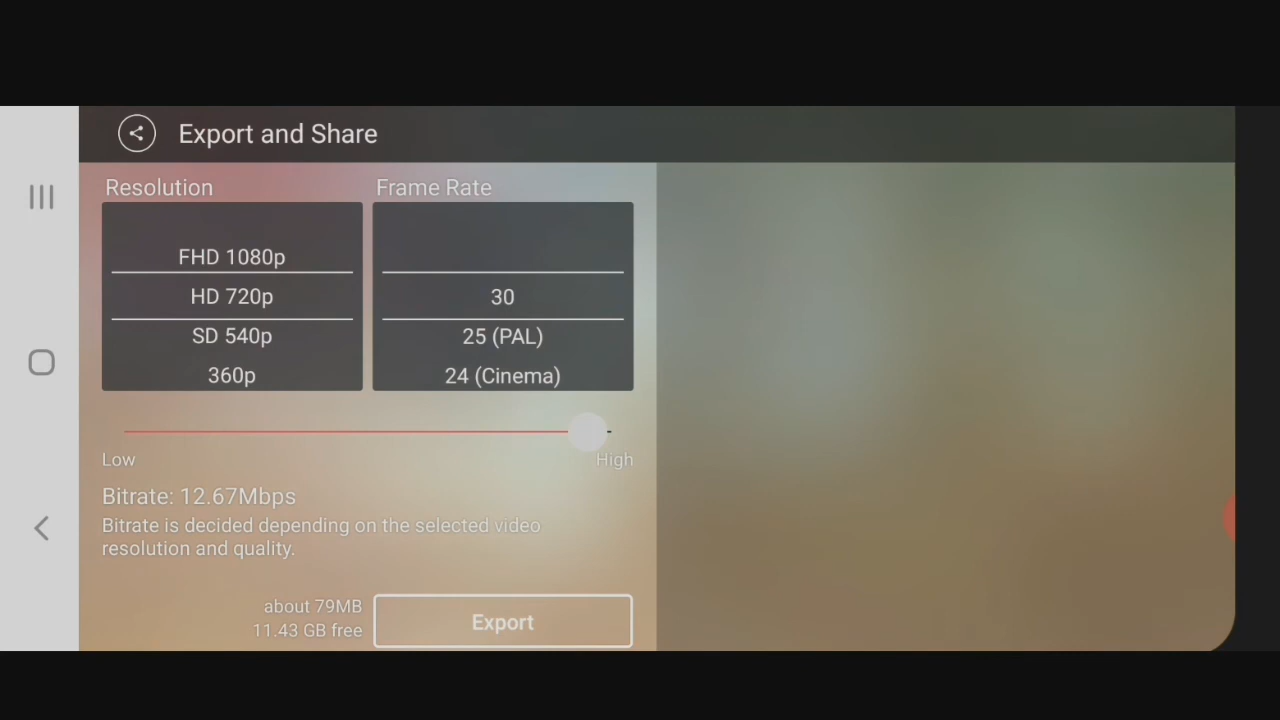 Export and Share
Resolution
Frame Rate
FHD 1080p
HD 720p
SD 540p
360p
30
25 (PAL)
24 (Cinema)
Low
High
Bitrate: 12.67Mbps
Bitrate is decided depending on the selected video
resolution and quality.
about 79MB
11.43 GB free
Export